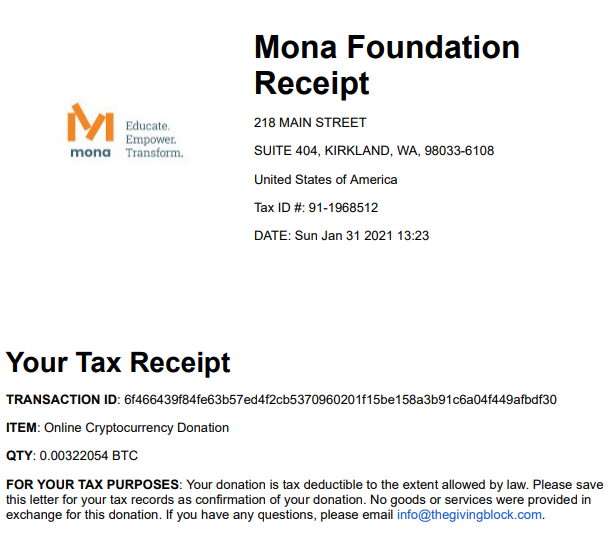 Mona Foundation
Receipt
mona
Educate.
Empower.
Transform.
218 MAIN STREET
SUITE 404, KIRKLAND, WA, 98033-6108
United States of America
Tax ID #: 91-1968512
DATE: Sun Jan 31 2021 13:23
Your Tax Receipt
TRANSACTION ID: 6f466439f84fe63b57ed4f2cb5370960201f15be158a3b91c6a04f449afbdf30
ITEM: Online Cryptocurrency Donation
QTY: 0.00322054 BTC
FOR YOUR TAX PURPOSES: Your donation is tax deductible to the extent allowed by law. Please save
this letter for your tax records as confirmation of your donation. No goods or services were provided in
exchange for this donation. If you have any questions, please email info@thegivingblock.com.